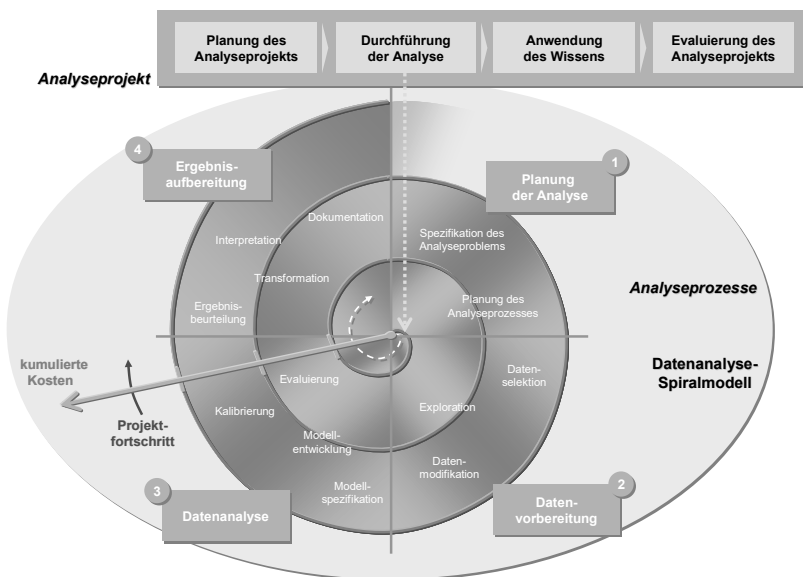 Planung des
Analyseprojekts
Durchführung
der Analyse
Anwendung
des Wissens
Evaluierung des
Analyseprojekts
Analyseprojekt
4
Ergebnis-
aufbereitung
1
Planung
der Analyse
Dokumentation
Spezifikation des
Analyseproblems
Interpretation
Transformation
Analyseprozesse
Ergebnis-
beurteilung
Planung des
Analyseprozesses
kumulierte
Kosten
Datenanalyse-
Spiralmodell
Evaluierung
Daten-
selektion
Kalibrierung
Exploration
Projekt-
fortschritt
Modell-
entwicklung
Daten-
modifikation
Modell-
spezifikation
3
Datenanalyse
2
Daten-
vorbereitung